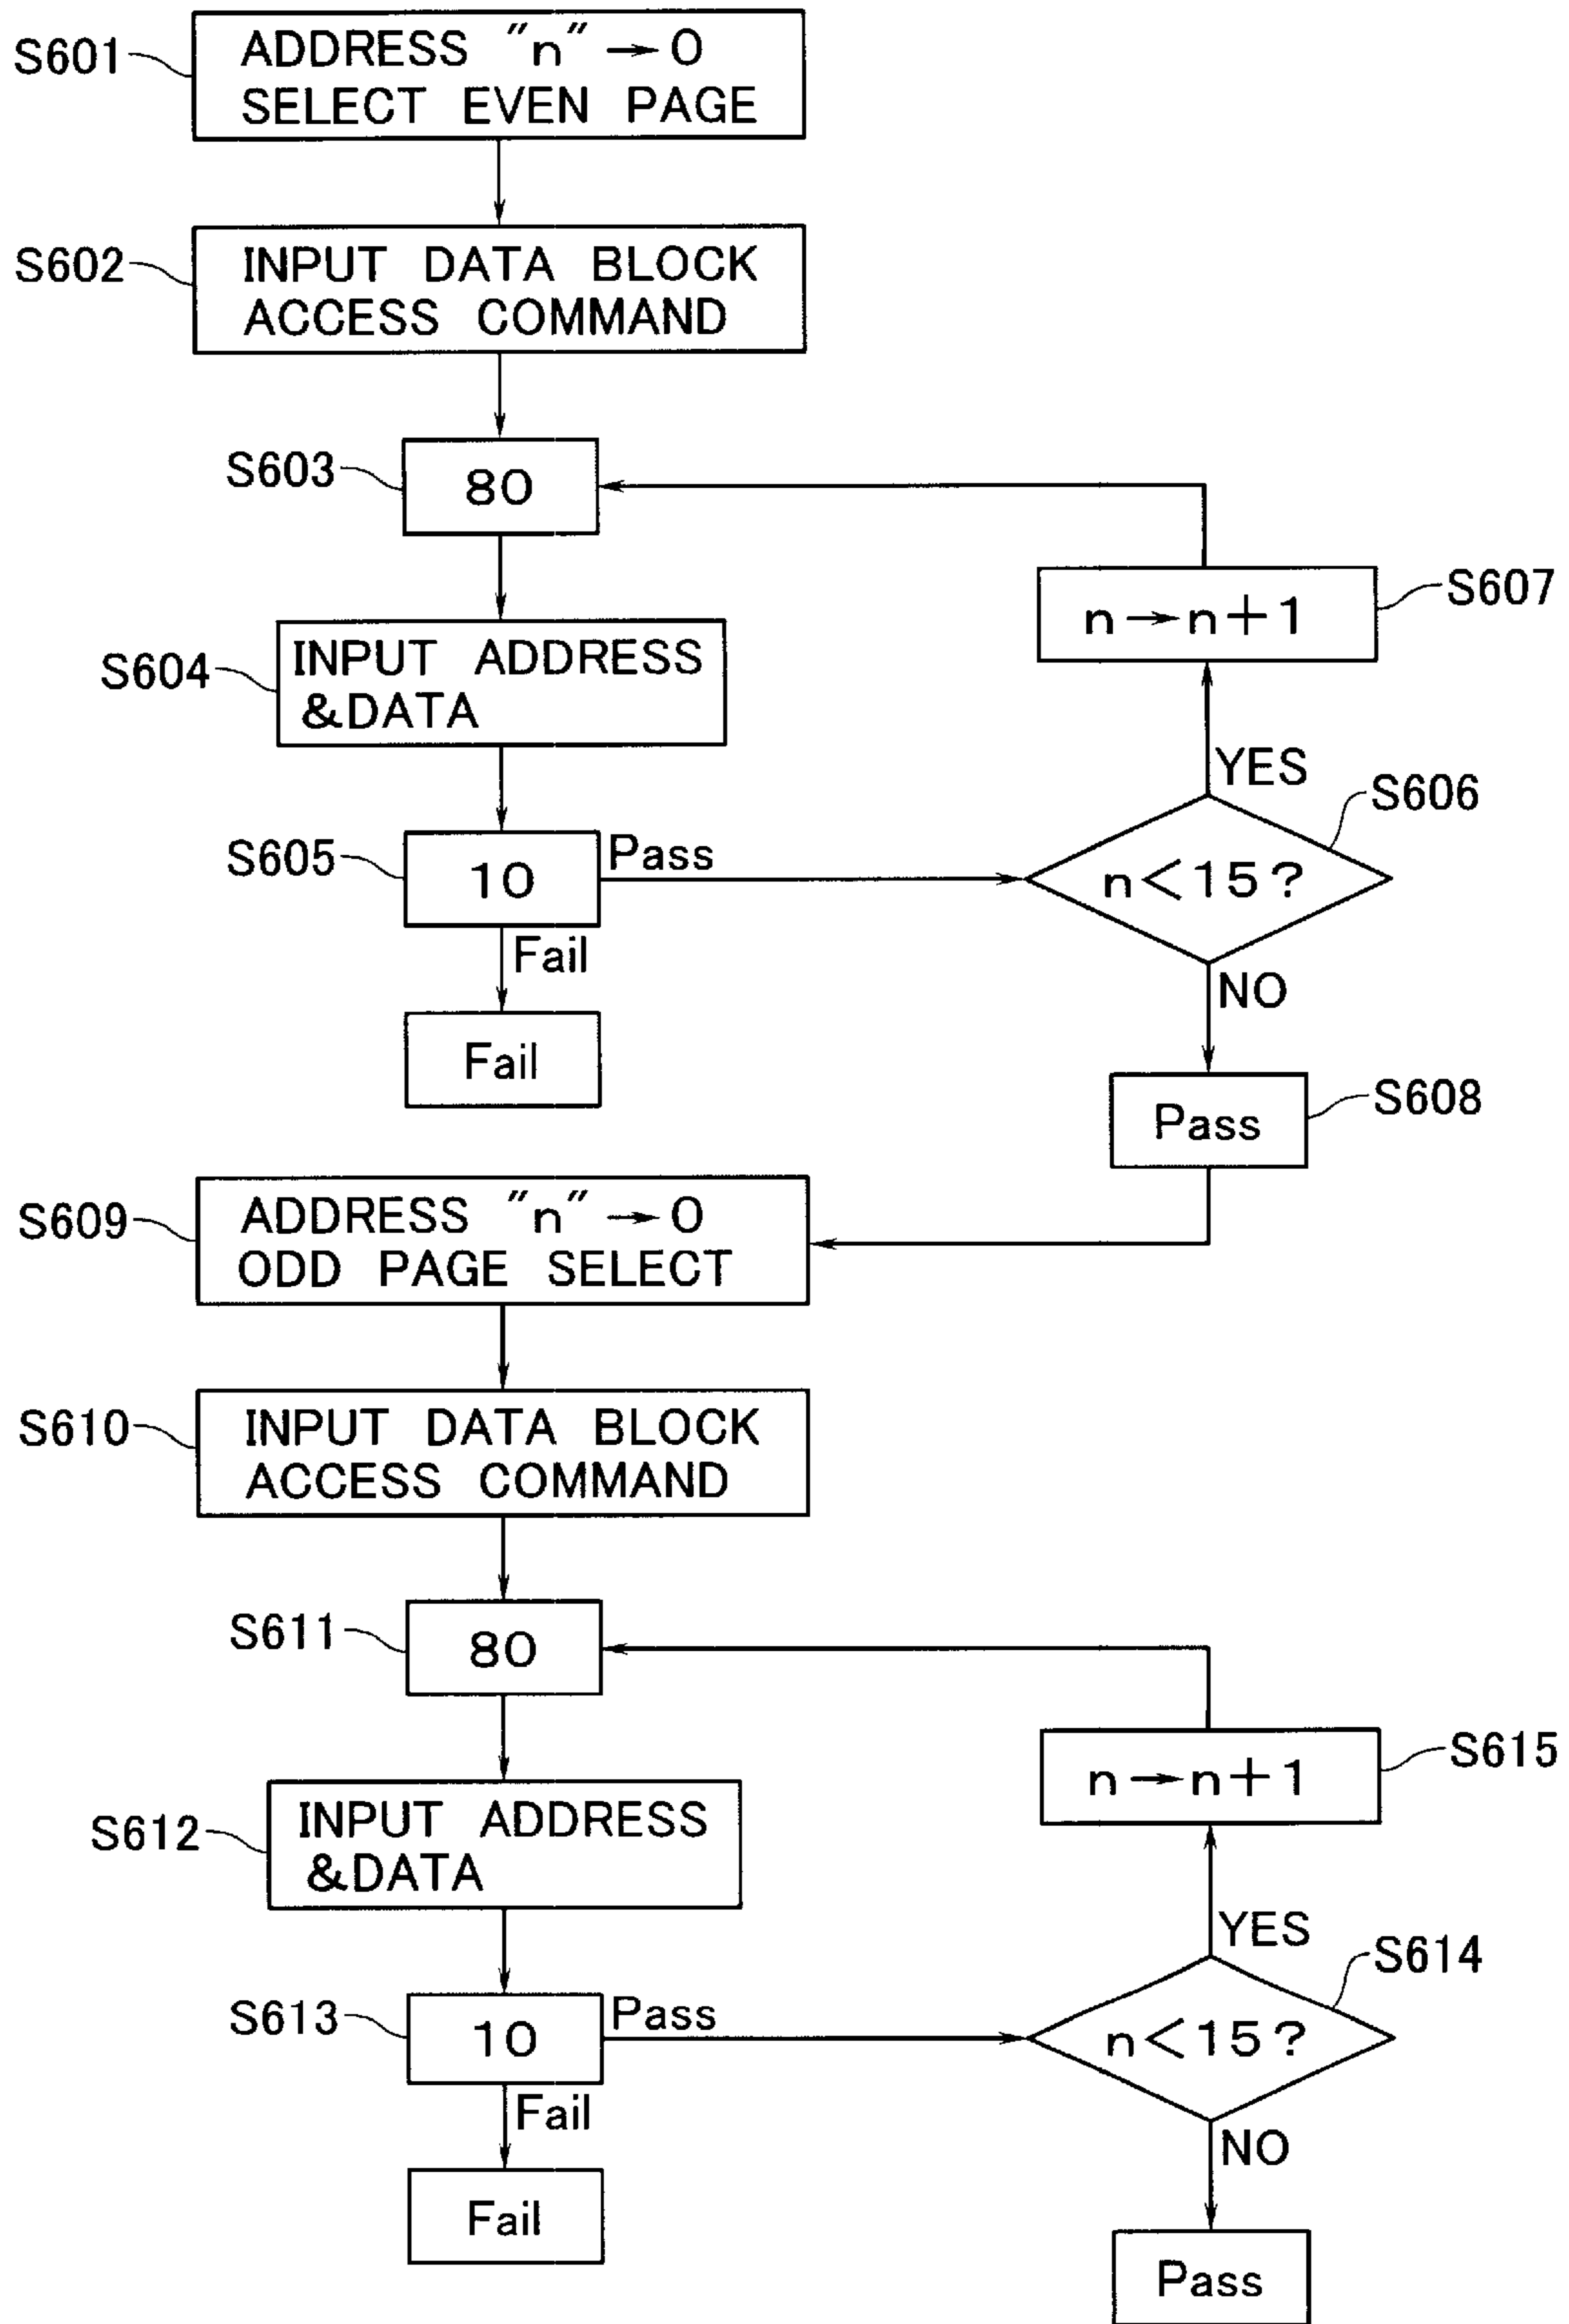 S601
ADDRESS "n" → 0
SELECT EVEN PAGE
S602
INPUT DATA BLOCK
ACCESS COMMAND
S603
80
S607
n → n+1
S604
INPUT ADDRESS
&DATA
YES
S606
S605
10
Pass
n<15?
Fail
NO
Fail
S608
Pass
S609
ADDRESS "n" → 0
ODD PAGE SELECT
S610
INPUT DATA BLOCK
ACCESS COMMAND
S611
80
S615
n → n+1
S612
INPUT ADDRESS
&DATA
YES
S614
S613
10
Pass
n<15?
Fail
NO
Fail
Pass